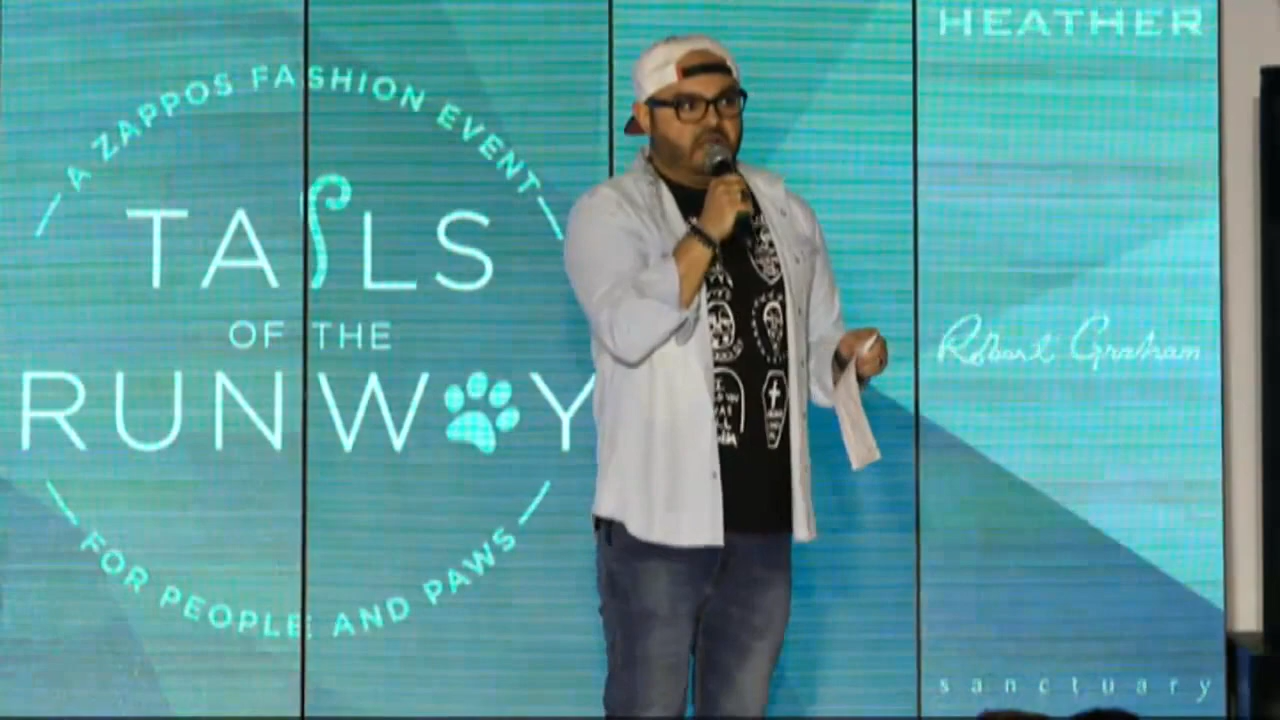 A ZAPPOS FASHION EVENT
TAILS
OF THE
RUNWAY
FOR PEOPLE AND PAWS
HEATHER
Robert Graham
sanctuary